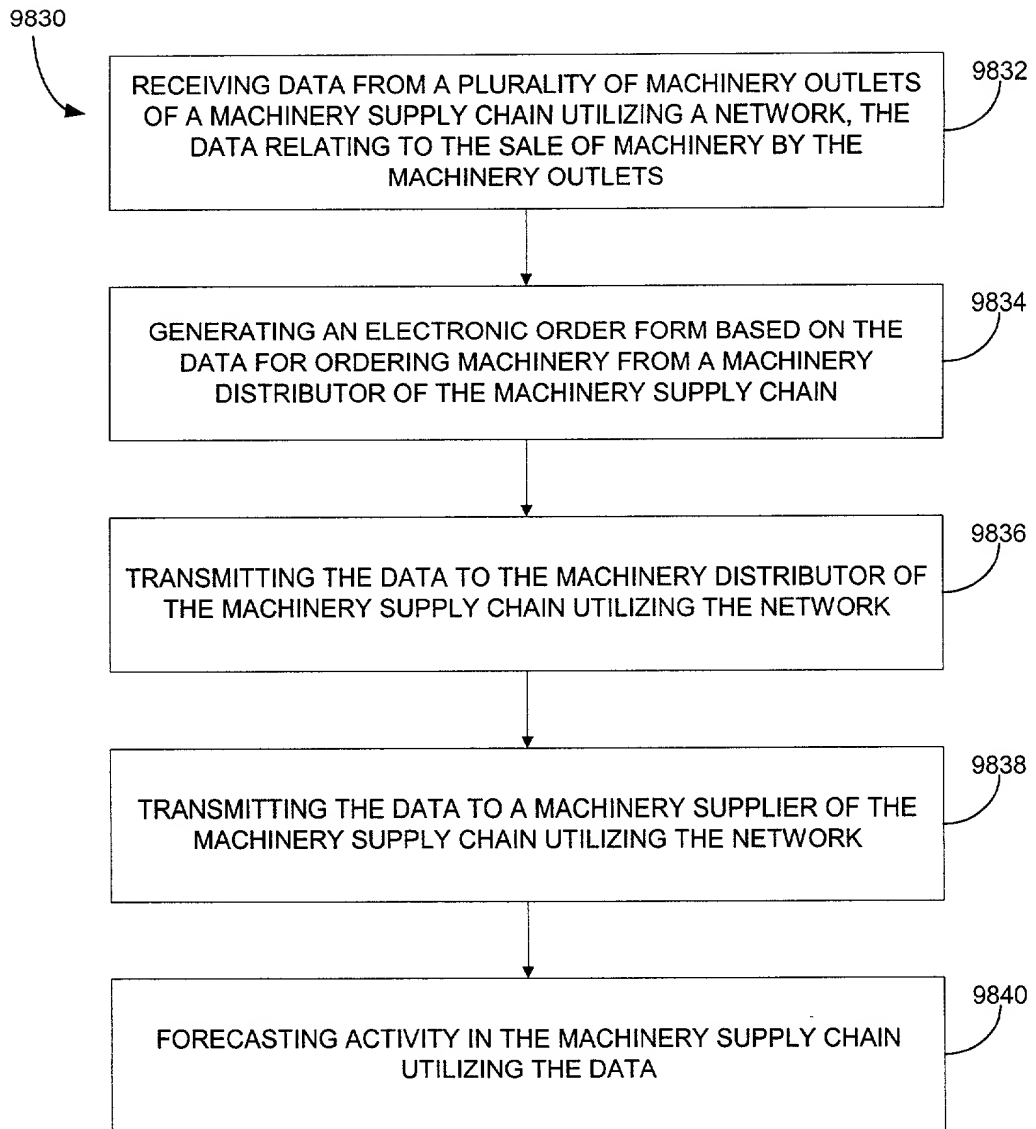 9830
RECEIVING DATA FROM A PLURALITY OF MACHINERY OUTLETS
OF A MACHINERY SUPPLY CHAIN UTILIZING A NETWORK, THE
DATA RELATING TO THE SALE OF MACHINERY BY THE
MACHINERY OUTLETS
9832
GENERATING AN ELECTRONIC ORDER FORM BASED ON THE
DATA FOR ORDERING MACHINERY FROM A MACHINERY
DISTRIBUTOR OF THE MACHINERY SUPPLY CHAIN
9834
TRANSMITTING THE DATA TO THE MACHINERY DISTRIBUTOR OF
THE MACHINERY SUPPLY CHAIN UTILIZING THE NETWORK
9836
TRANSMITTING THE DATA TO A MACHINERY SUPPLIER OF THE
MACHINERY SUPPLY CHAIN UTILIZING THE NETWORK
9838
FORECASTING ACTIVITY IN THE MACHINERY SUPPLY CHAIN
UTILIZING THE DATA
9840